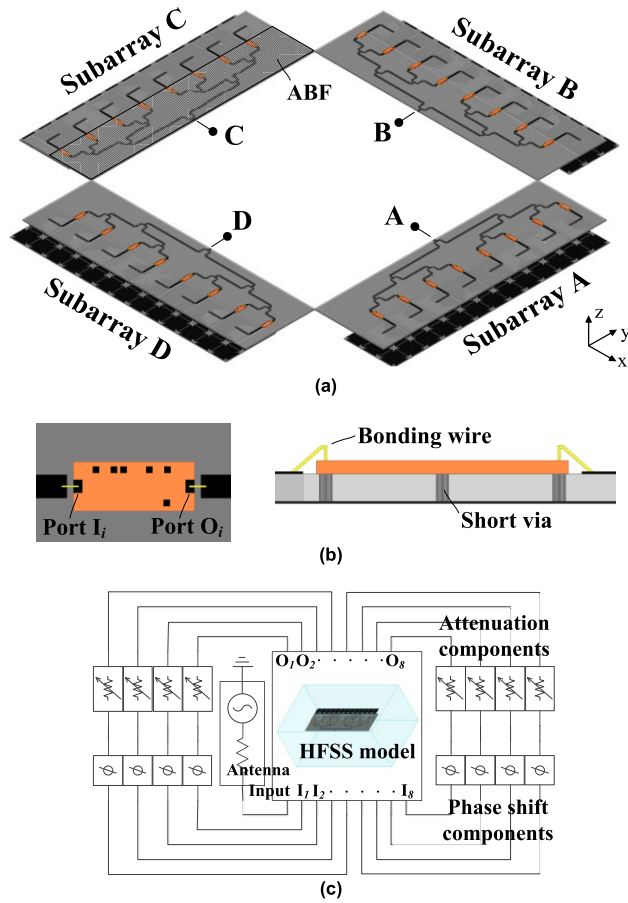 Subarray C
Subarray B
ABF
C
B
D
A
Subarray D
Subarray A
z
y
x
(a)
Bonding wire
Port Ii
Port Oi
Short via
(b)
Attenuation
components
O1O2 · · · · · O8
HFSS model
Antenna
Input
I1 I2 · · · · · I8
Phase shift
components
(c)